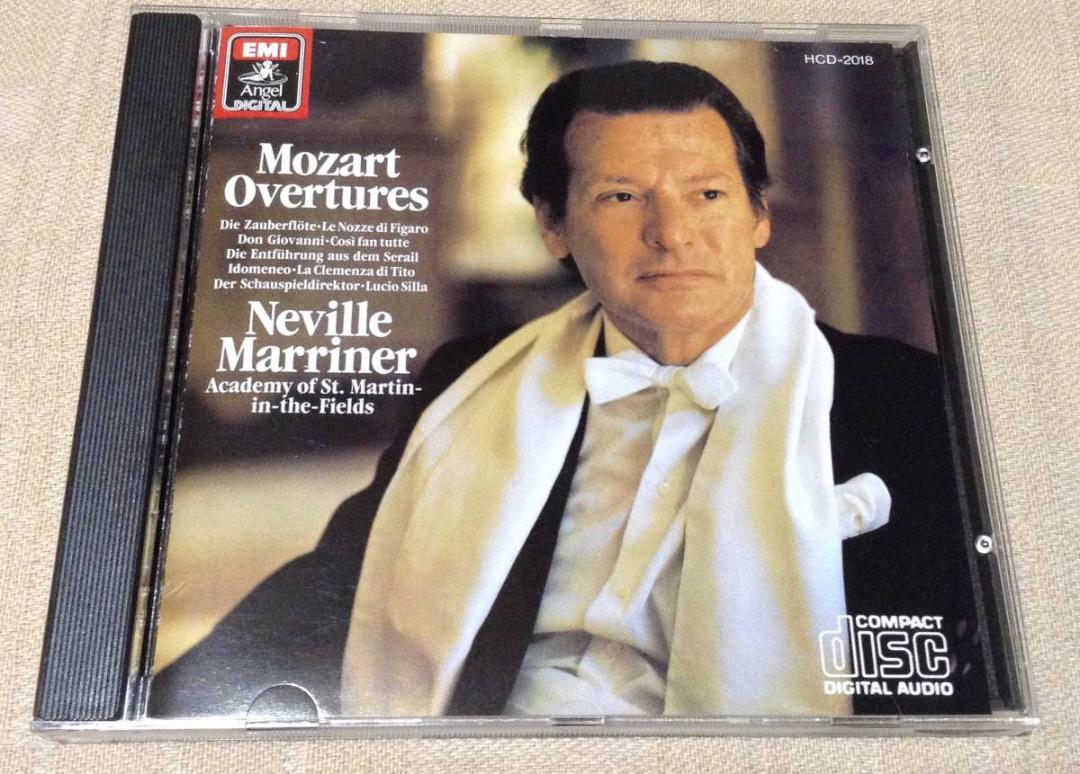 EMI
Angel
DIGITAL
HCD-2018
Mozart
Overtures
Die Zauberflöte•Le Nozze di Figaro
Don Giovanni•Così fan tutte
Die Entführung aus dem Serail
Idomeneo•La Clemenza di Tito
Der Schauspieldirektor•Lucio Silla
Neville
Marriner
Academy of St. Martin-
in-the-Fields
COMPACT
disc
DIGITAL AUDIO